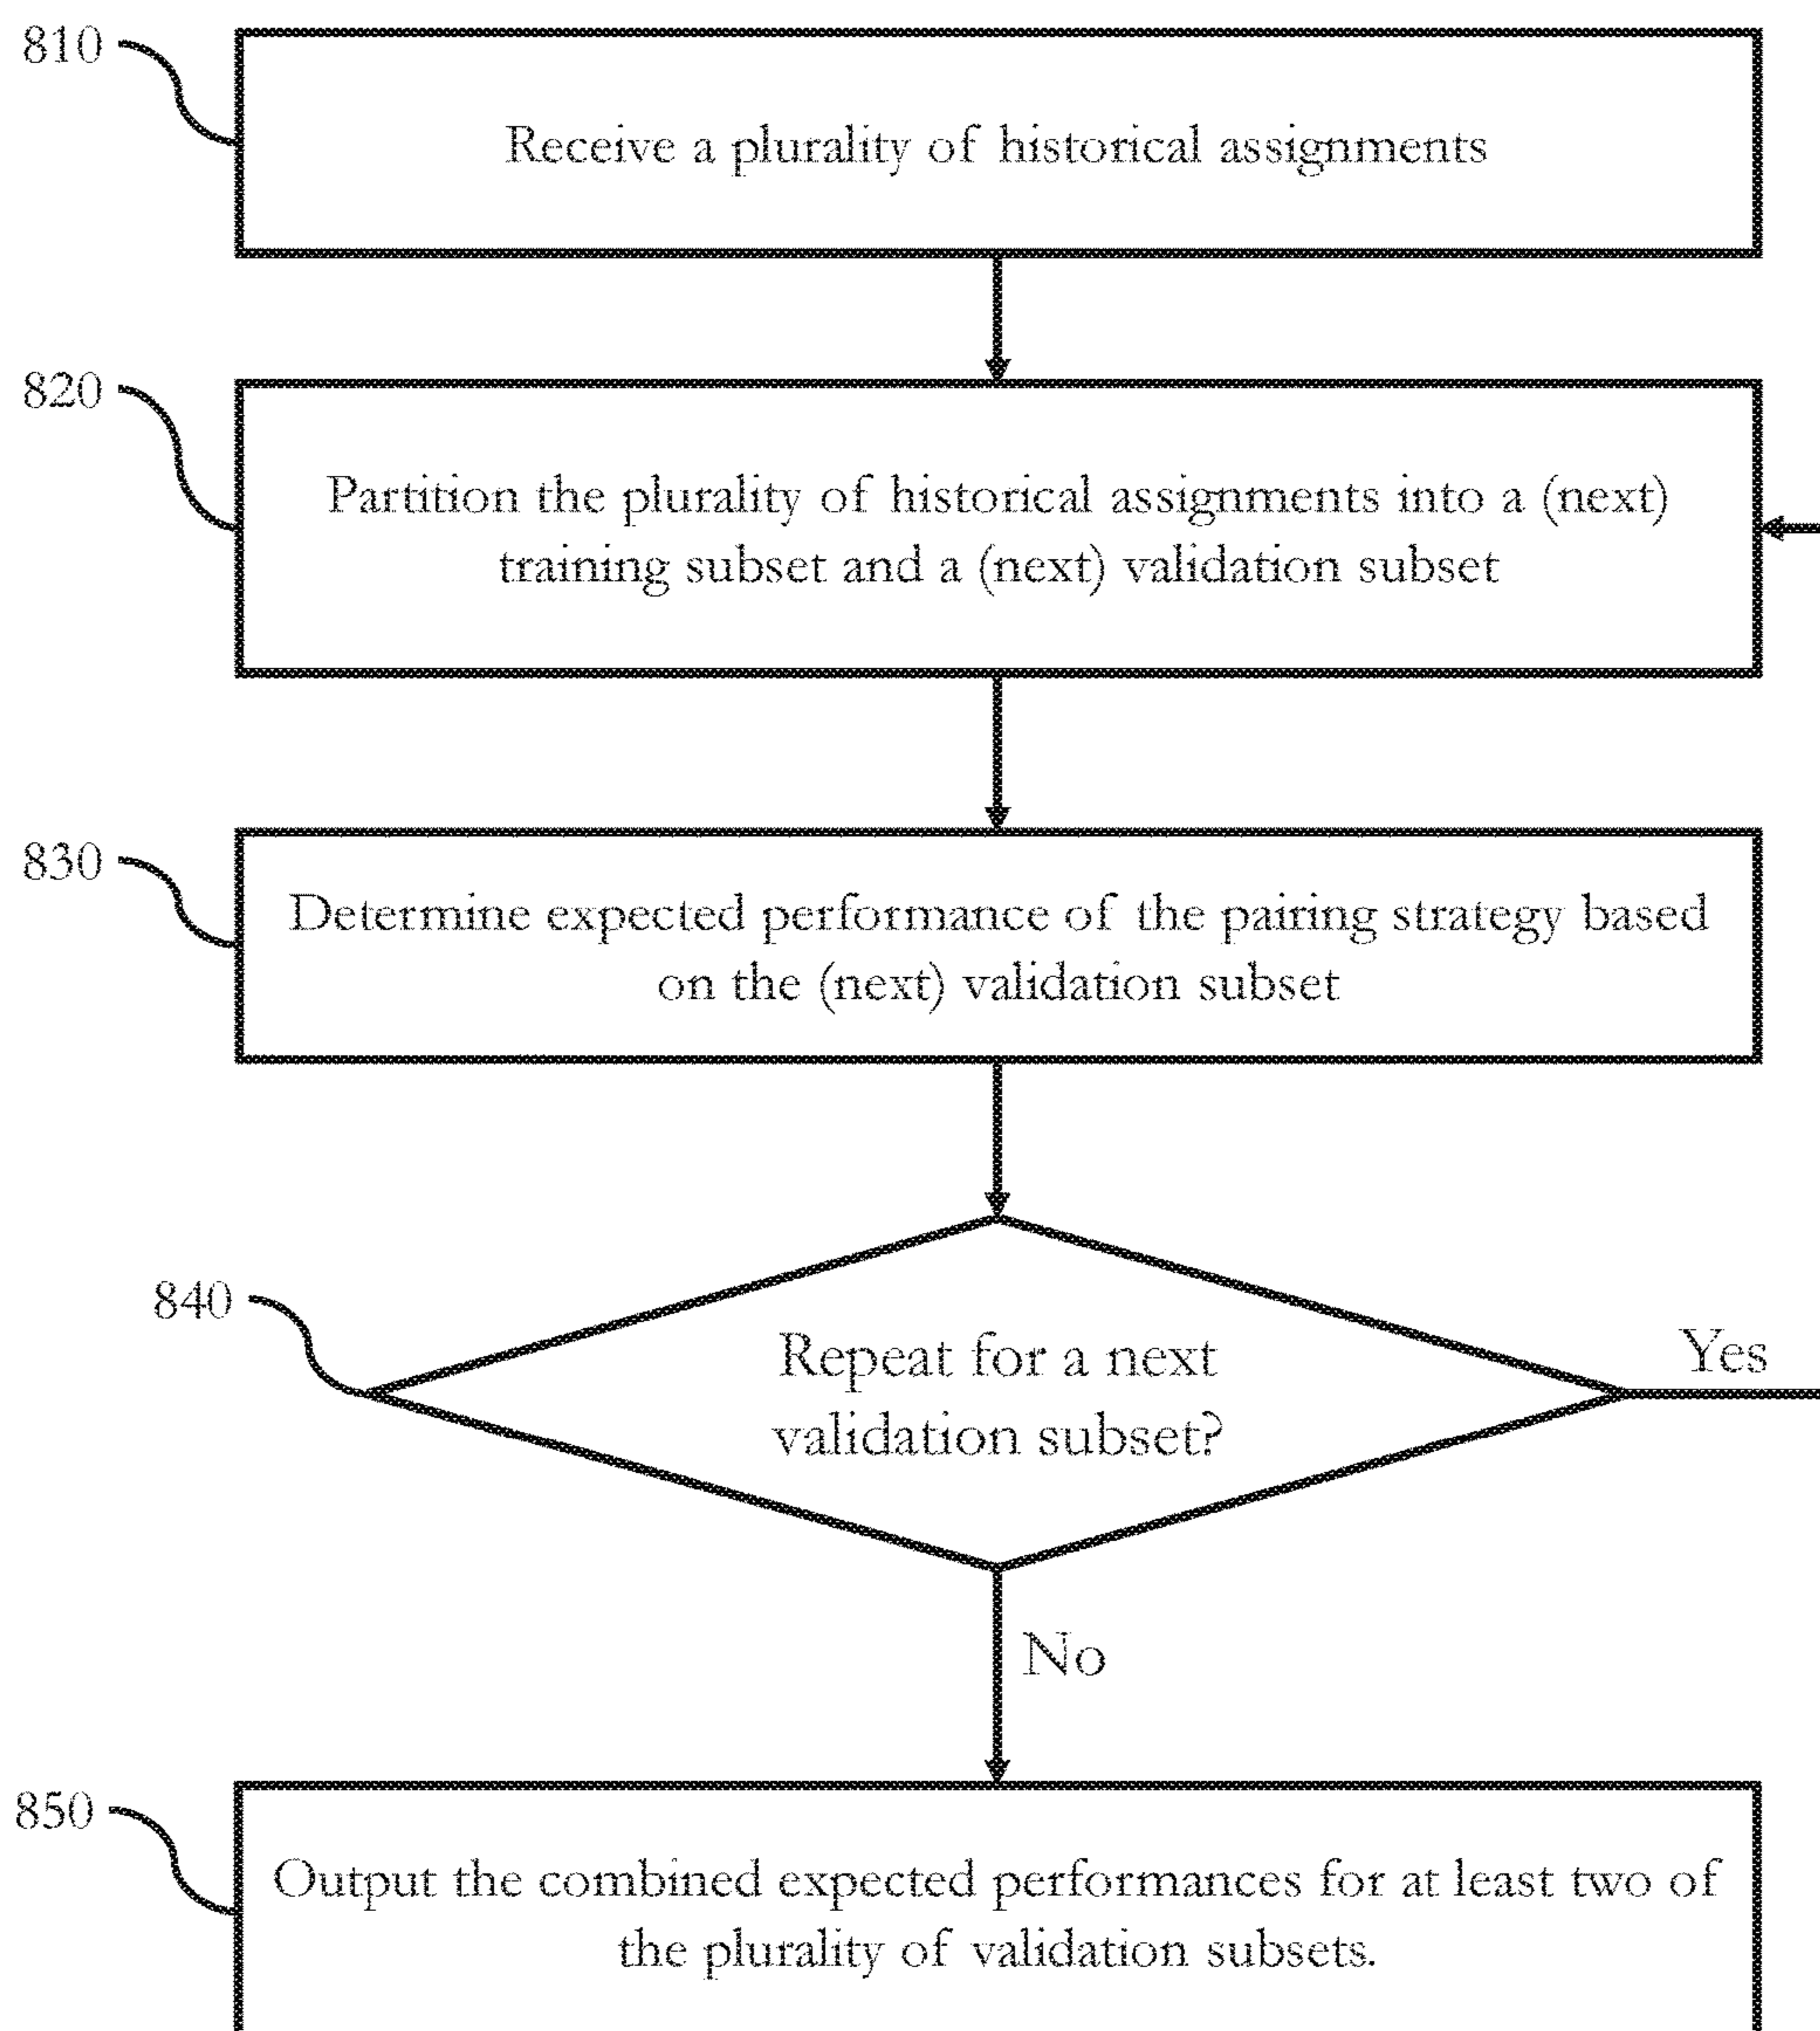 810
Receive a plurality of historical assignments
820
Partition the plurality of historical assignments into a (next)
training subset and a (next) validation subset
830
Determine expected performance of the pairing strategy based
on the (next) validation subset
840
Repeat for a next
validation subset?
Yes
No
850
Output the combined expected performances for at least two of
the plurality of validation subsets.